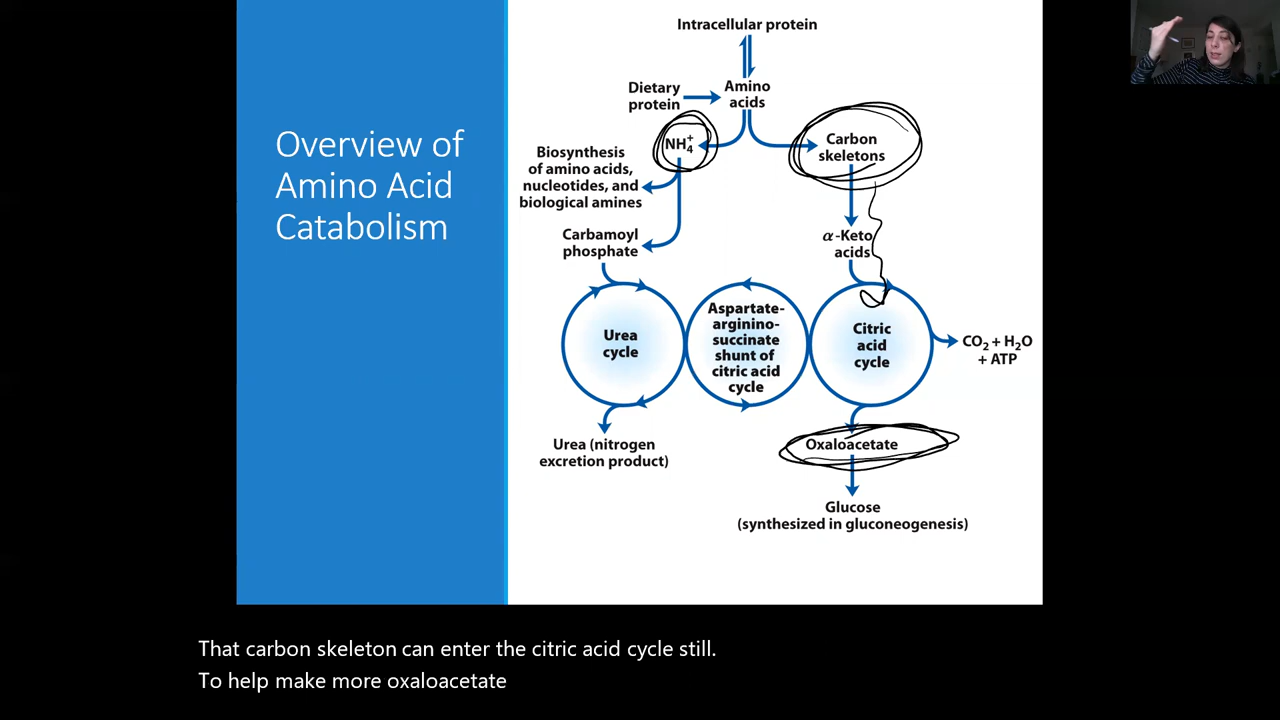 Overview of
Amino Acid
Catabolism
Intracellular protein
Dietary
protein
Amino
acids
NH4+
Carbon
skeletons
Biosynthesis
of amino acids,
nucleotides, and
biological amines
Carbamoyl
phosphate
α-Keto
acids
Urea
cycle
Aspartate-
arginino-
succinate
shunt of
citric acid
cycle
Citric
acid
cycle
CO2 + H2O
+ ATP
Urea (nitrogen
excretion product)
Oxaloacetate
Glucose
(synthesized in gluconeogenesis)
That carbon skeleton can enter the citric acid cycle still.
To help make more oxaloacetate